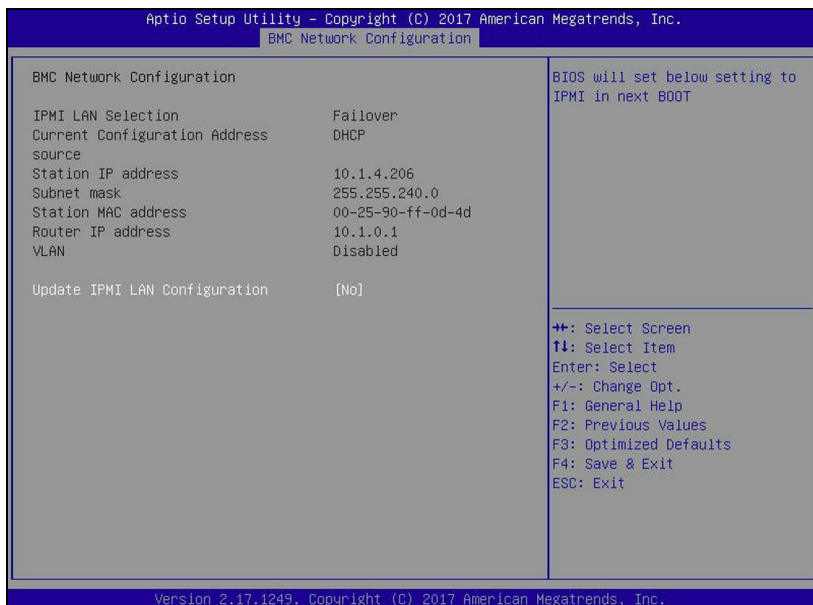 Aptio Setup Utility – Copyright (C) 2017 American Megatrends, Inc.
BMC Network Configuration
BMC Network Configuration
IPMI LAN Selection Failover
Current Configuration Address DHCP
source
Station IP address 10.1.4.206
Subnet mask 255.255.240.0
Station MAC address 00-25-90-ff-0d-4d
Router IP address 10.1.0.1
VLAN Disabled
Update IPMI LAN Configuration [No]
BIOS will set below setting to
IPMI in next BOOT
→←: Select Screen
↑↓: Select Item
Enter: Select
+/-: Change Opt.
F1: General Help
F2: Previous Values
F3: Optimized Defaults
F4: Save & Exit
ESC: Exit
Version 2.17.1249. Copyright (C) 2017 American Megatrends, Inc.